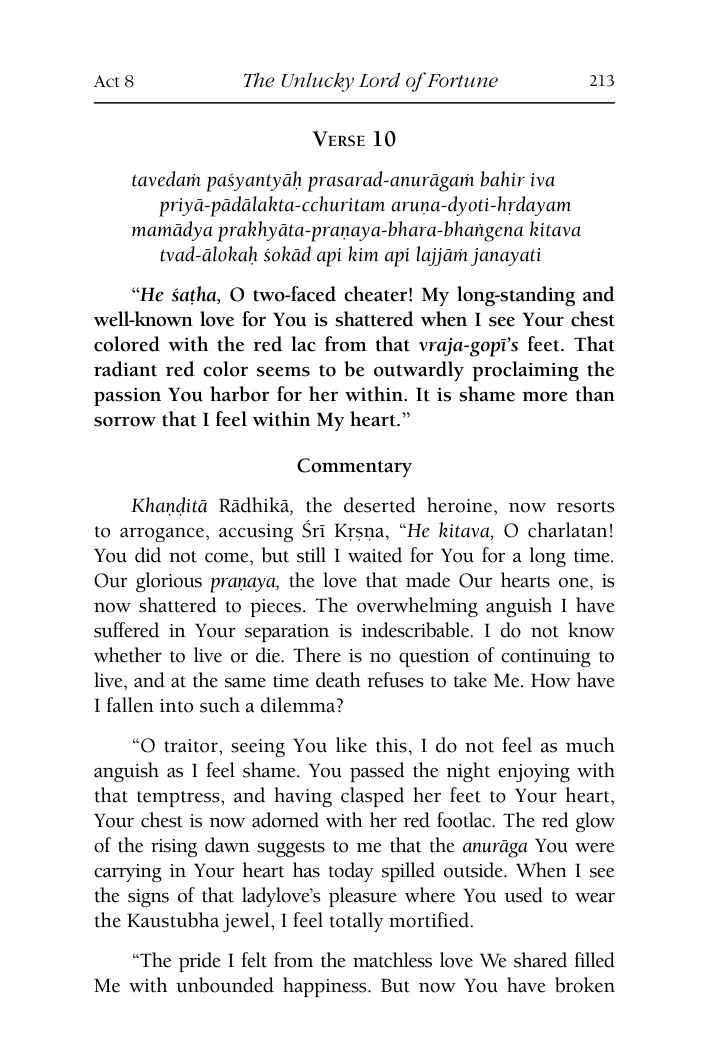 Act 8 The Unlucky Lord of Fortune 213
Verse 10
tavedaṁ paśyantyāḥ prasarad-anurāgaṁ bahir iva
priyā-pādālakta-cchuritam aruṇa-dyoti-hṛdayam
mamādya prakhyāta-praṇaya-bhara-bhaṅgena kitava
tvad-ālokaḥ śokād api kim api lajjāṁ janayati
“He śaṭha, O two-faced cheater! My long-standing and
well-known love for You is shattered when I see Your chest
colored with the red lac from that vraja-gopī’s feet. That
radiant red color seems to be outwardly proclaiming the
passion You harbor for her within. It is shame more than
sorrow that I feel within My heart.”
Commentary
Khaṇḍitā Rādhikā, the deserted heroine, now resorts
to arrogance, accusing Śrī Kṛṣṇa, “He kitava, O charlatan!
You did not come, but still I waited for You for a long time.
Our glorious praṇaya, the love that made Our hearts one, is
now shattered to pieces. The overwhelming anguish I have
suffered in Your separation is indescribable. I do not know
whether to live or die. There is no question of continuing to
live, and at the same time death refuses to take Me. How have
I fallen into such a dilemma?
“O traitor, seeing You like this, I do not feel as much
anguish as I feel shame. You passed the night enjoying with
that temptress, and having clasped her feet to Your heart,
Your chest is now adorned with her red footlac. The red glow
of the rising dawn suggests to me that the anurāga You were
carrying in Your heart has today spilled outside. When I see
the signs of that ladylove’s pleasure where You used to wear
the Kaustubha jewel, I feel totally mortified.
“The pride I felt from the matchless love We shared filled
Me with unbounded happiness. But now You have broken